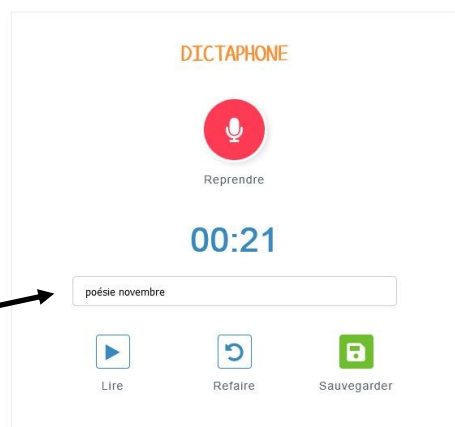 DICTAPHONE
Reprendre
00:21
poésie novembre
Lire Refaire Sauvegarder